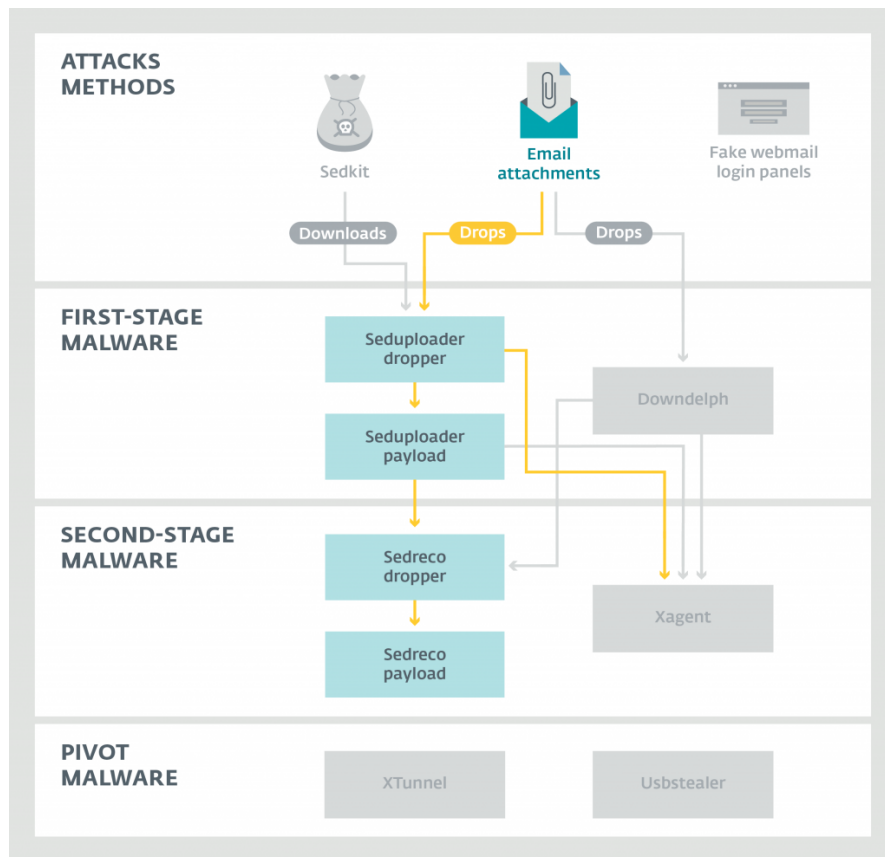 ATTACKS
METHODS
Sedkit
Email
attachments
Fake webmail
login panels
Downloads
Drops
Drops
FIRST-STAGE
MALWARE
Seduploader
dropper
Downdelph
Seduploader
payload
SECOND-STAGE
MALWARE
Sedreco
dropper
Xagent
Sedreco
payload
PIVOT
MALWARE
XTunnel
Usbstealer